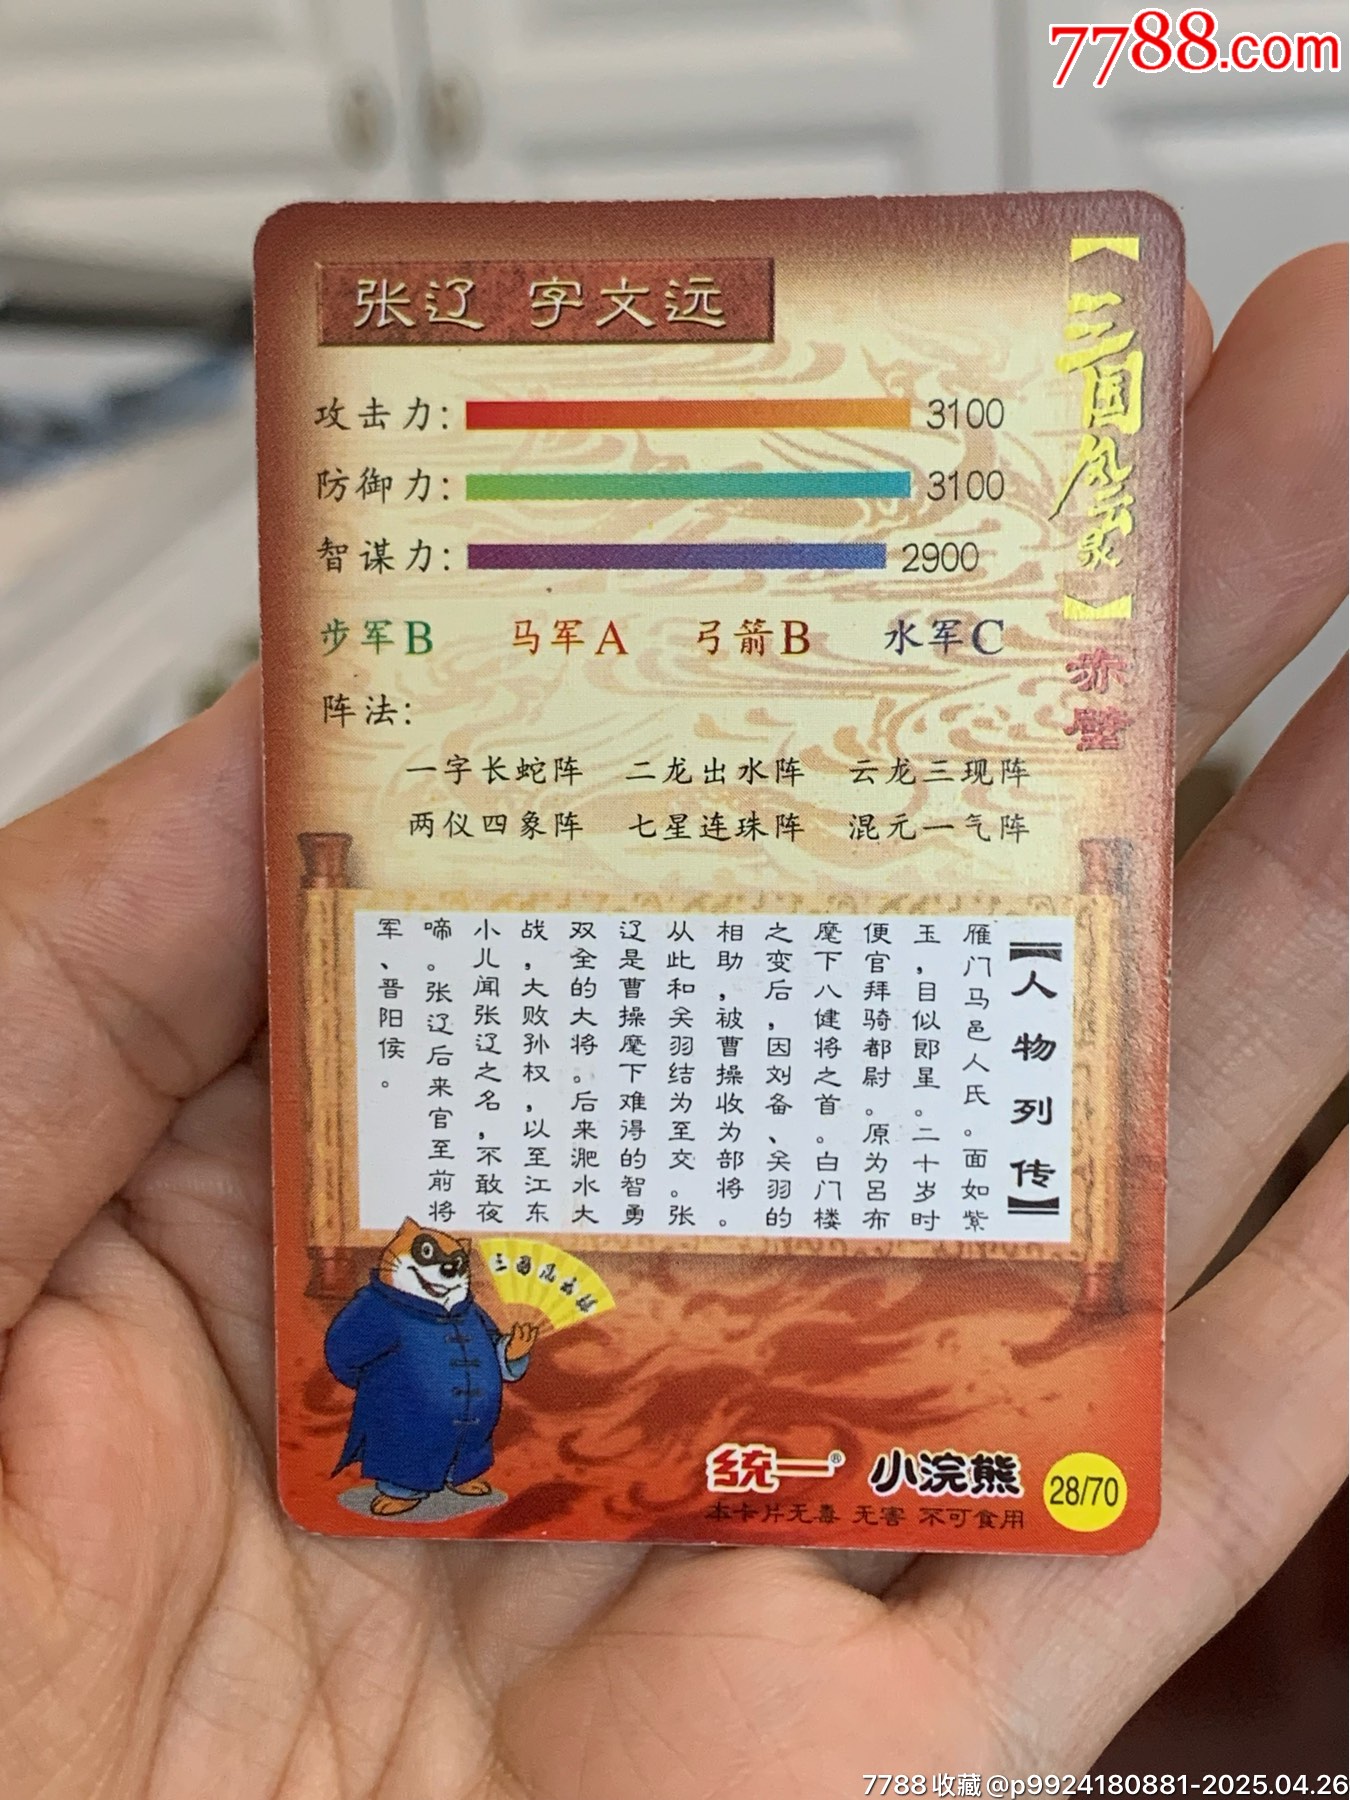 7788.com
张辽 字文远
【三国风云录】赤壁
攻击力: 3100
防御力: 3100
智谋力: 2900
步军B 马军A 弓箭B 水军C
阵法:
一字长蛇阵 二龙出水阵 云龙三现阵
两仪四象阵 七星连珠阵 混元一气阵
【人物列传】
雁门马邑人氏。面如紫
玉,目似郎星。二十岁时
便官拜骑都尉。原为吕布
麾下八健将之首。白门楼
之变后,因刘备、关羽的
相助,被曹操收为部将。
从此和关羽结为至交。张
辽是曹操麾下难得的智勇
双全的大将。后来淝水大
战,大败孙权,以至江东
小儿闻张辽之名,不敢夜
啼。张辽后来官至前将
军、晋阳侯。
三国风云录
统一® 小浣熊
28/70
本卡片无毒 无害 不可食用
7788收藏@p9924180881-2025.04.26